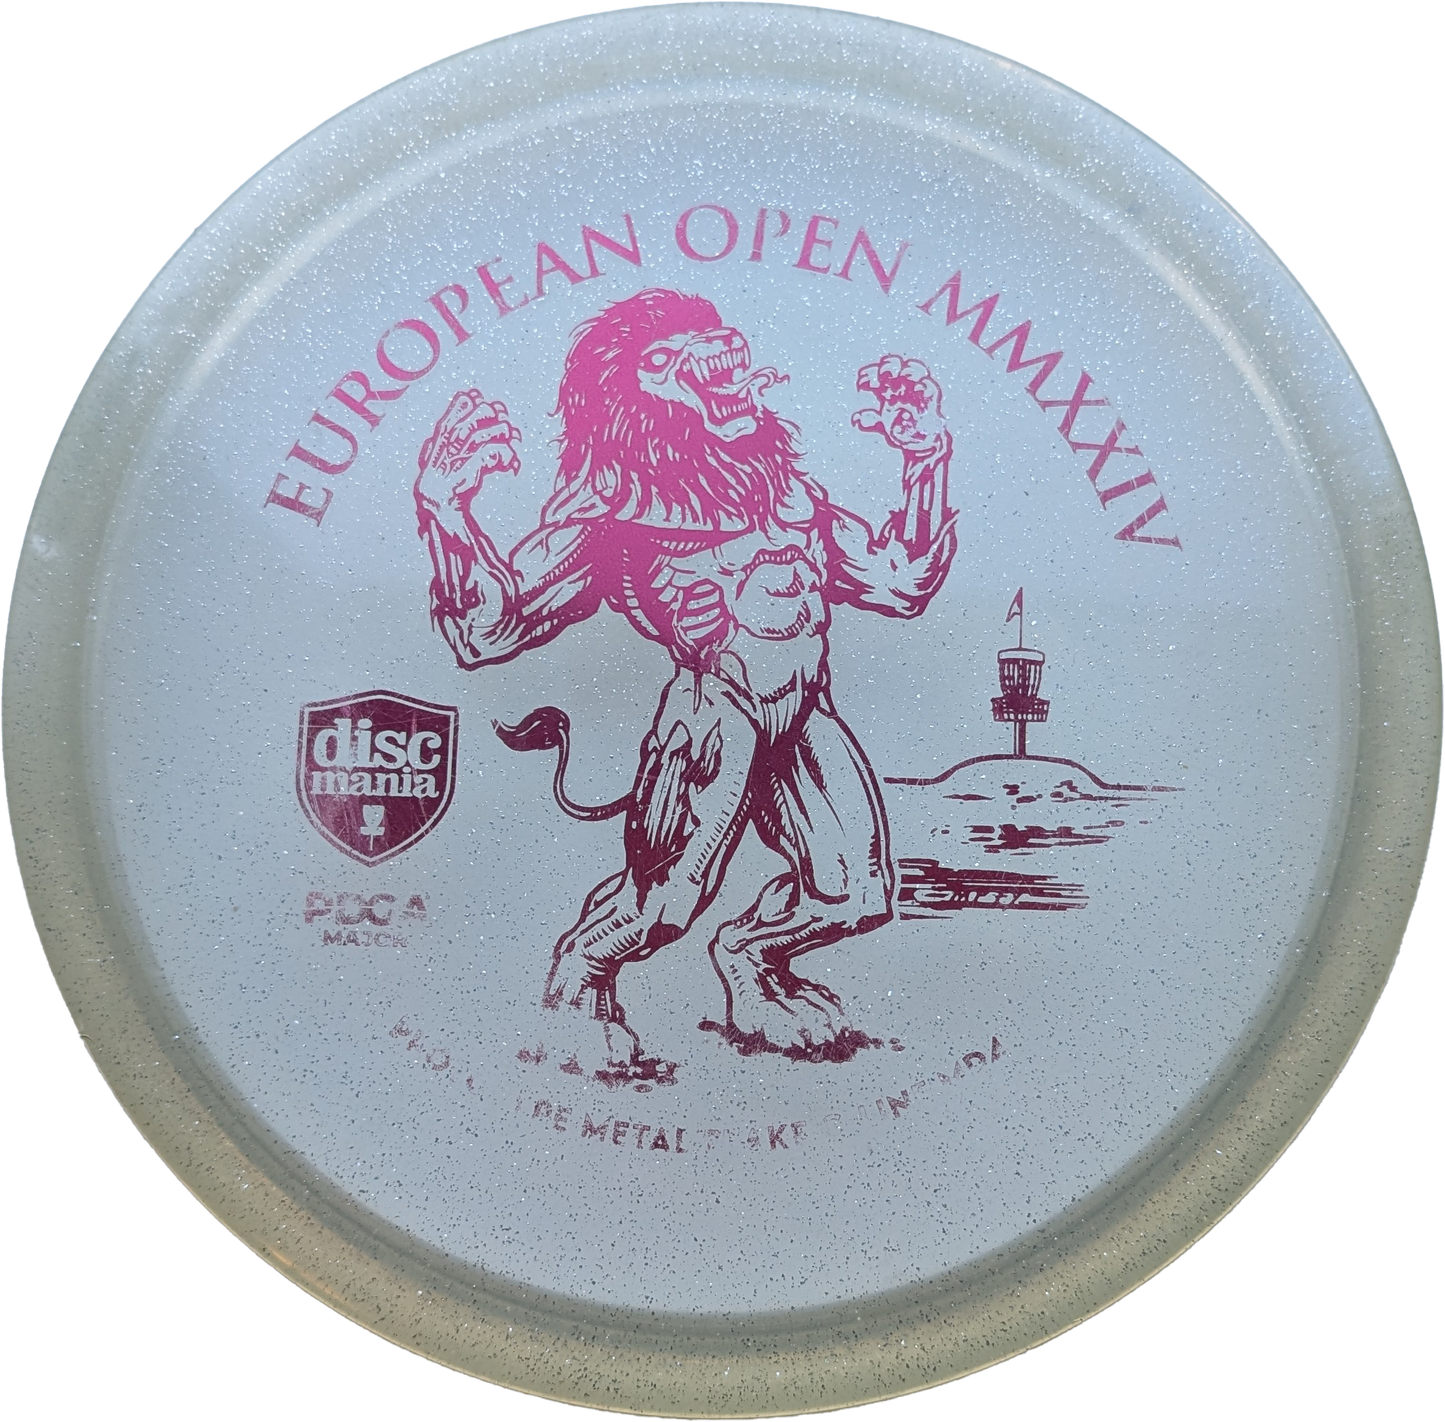 EUROPEAN OPEN MMXXIV
disc
mania
PDGA
MAJOR
METAL